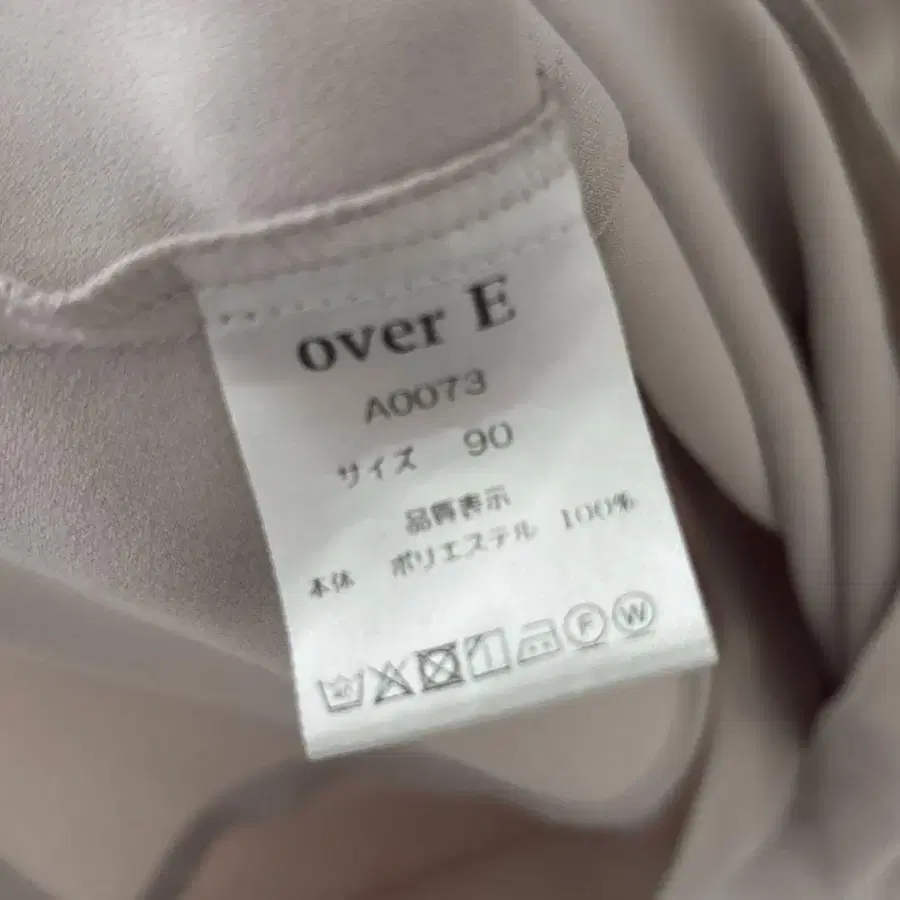 over E
A0073
サイズ 90
品質表示
本体 ポリエステル 100%
F W